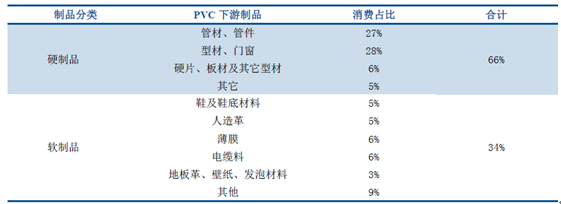 制品分类 PVC 下游制品 消费占比 合计
硬制品 管材、管件 27% 66%
型材、门窗 28%
硬片、板材及其它型材 6%
其它 5%
软制品 鞋及鞋底材料 5% 34%
人造革 5%
薄膜 6%
电缆料 6%
地板革、壁纸、发泡材料 3%
其他 9%